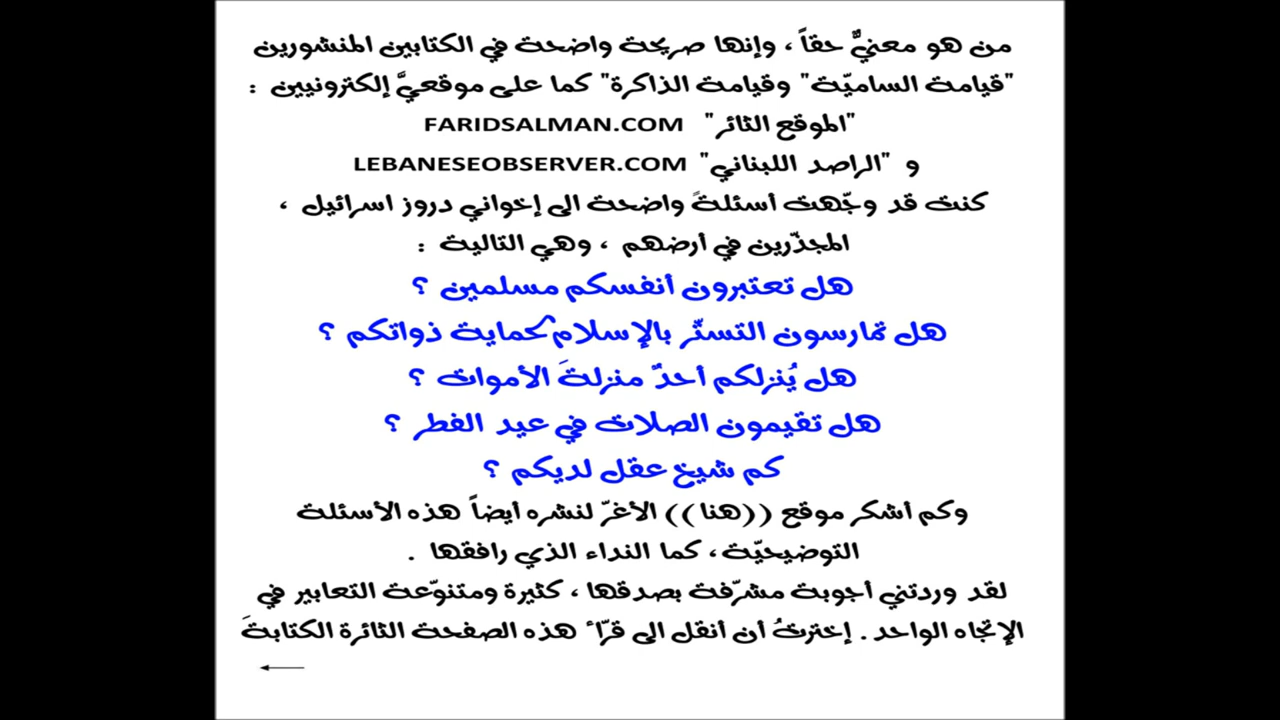 من هو معنيٌّ حقاً ، وإنها صريحة واضحة في الكتابين المنشورين
"قيامة الساميّة" وقيامة الذاكرة" كما على موقعيَّ إلكترونيين :
"الموقع الثائر" FARIDSALMAN.COM
و "الراصد اللبناني" LEBANESEOBSERVER.COM
كنت قد وجّهت أسئلةً واضحة الى إخواني دروز اسرائيل ،
المجذّرين في أرضهم ، وهي التالية :
هل تعتبرون أنفسكم مسلمين ؟
هل تمارسون التستّر بالإسلام لحماية ذواتكم ؟
هل يُنزلكم أحدٌ منزلةَ الأموات ؟
هل تقيمون الصلات في عيد الفطر ؟
كم شيخ عقل لديكم ؟
وكم أشكر موقع ((هنا)) الأغرّ لنشره أيضاً هذه الأسئلة
التوضيحيّة، كما النداء الذي رافقها .
لقد وردتني أجوبة مشرّفة بصدقها ، كثيرة ومتنوّعة التعابير في
الإتجاه الواحد . إخترتُ أن أنقل الى قرّاء هذه الصفحة الثائرة الكتابةَ